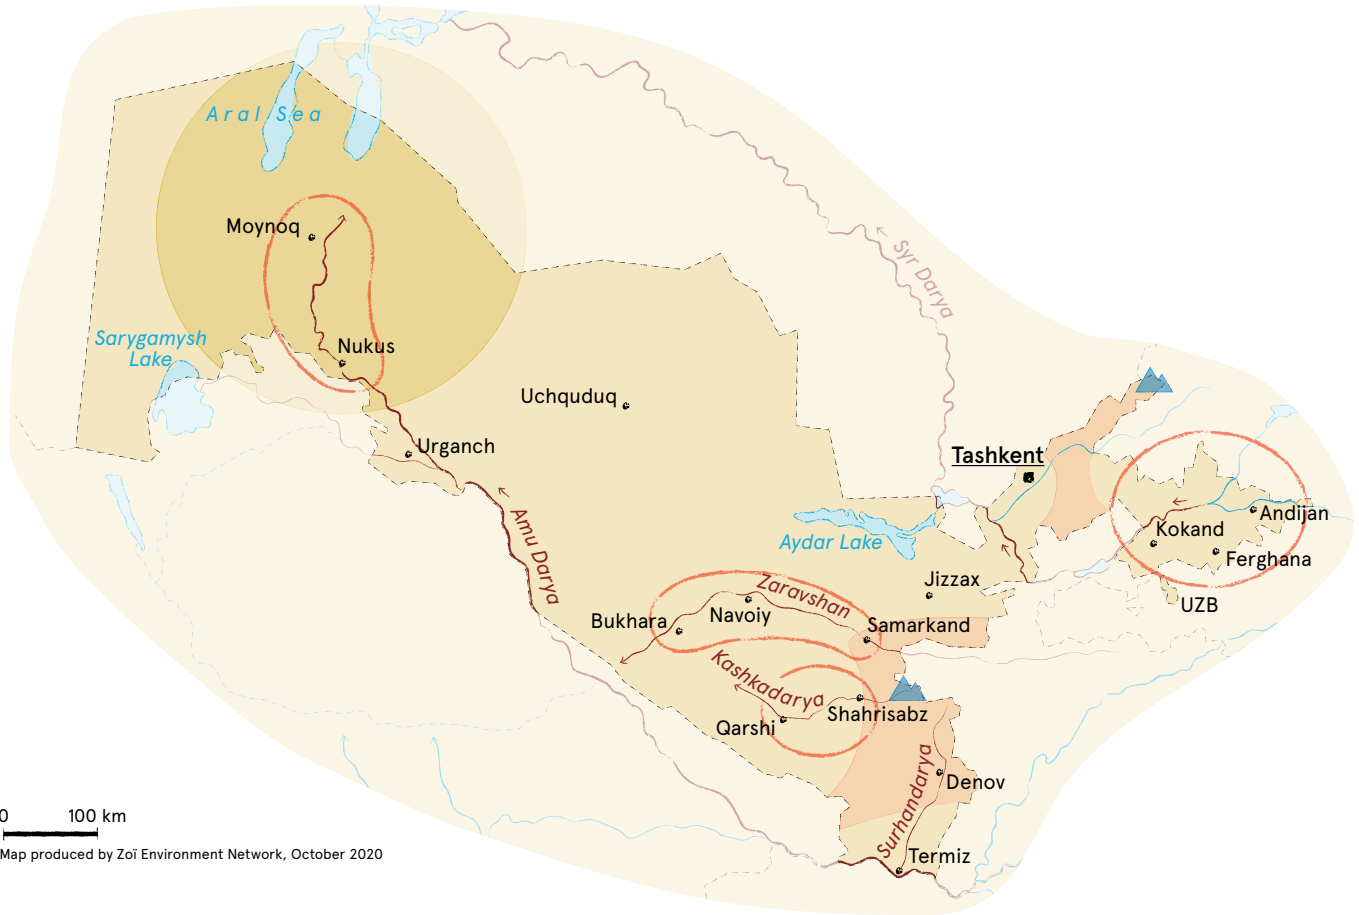 Aral Sea
Moynoq
Syr Darya
Sarygamysh
Lake
Nukus
Uchquduq
Urganch
Tashkent
Amu Darya
Aydar Lake
Andijan
Kokand
Ferghana
Jizzax
Zaravshan
UZB
Navoiy
Bukhara
Samarkand
Kashkadarya
Shahrisabz
Qarshi
Surhandarya
Denov
0 100 km
Termiz
Map produced by Zoï Environment Network, October 2020